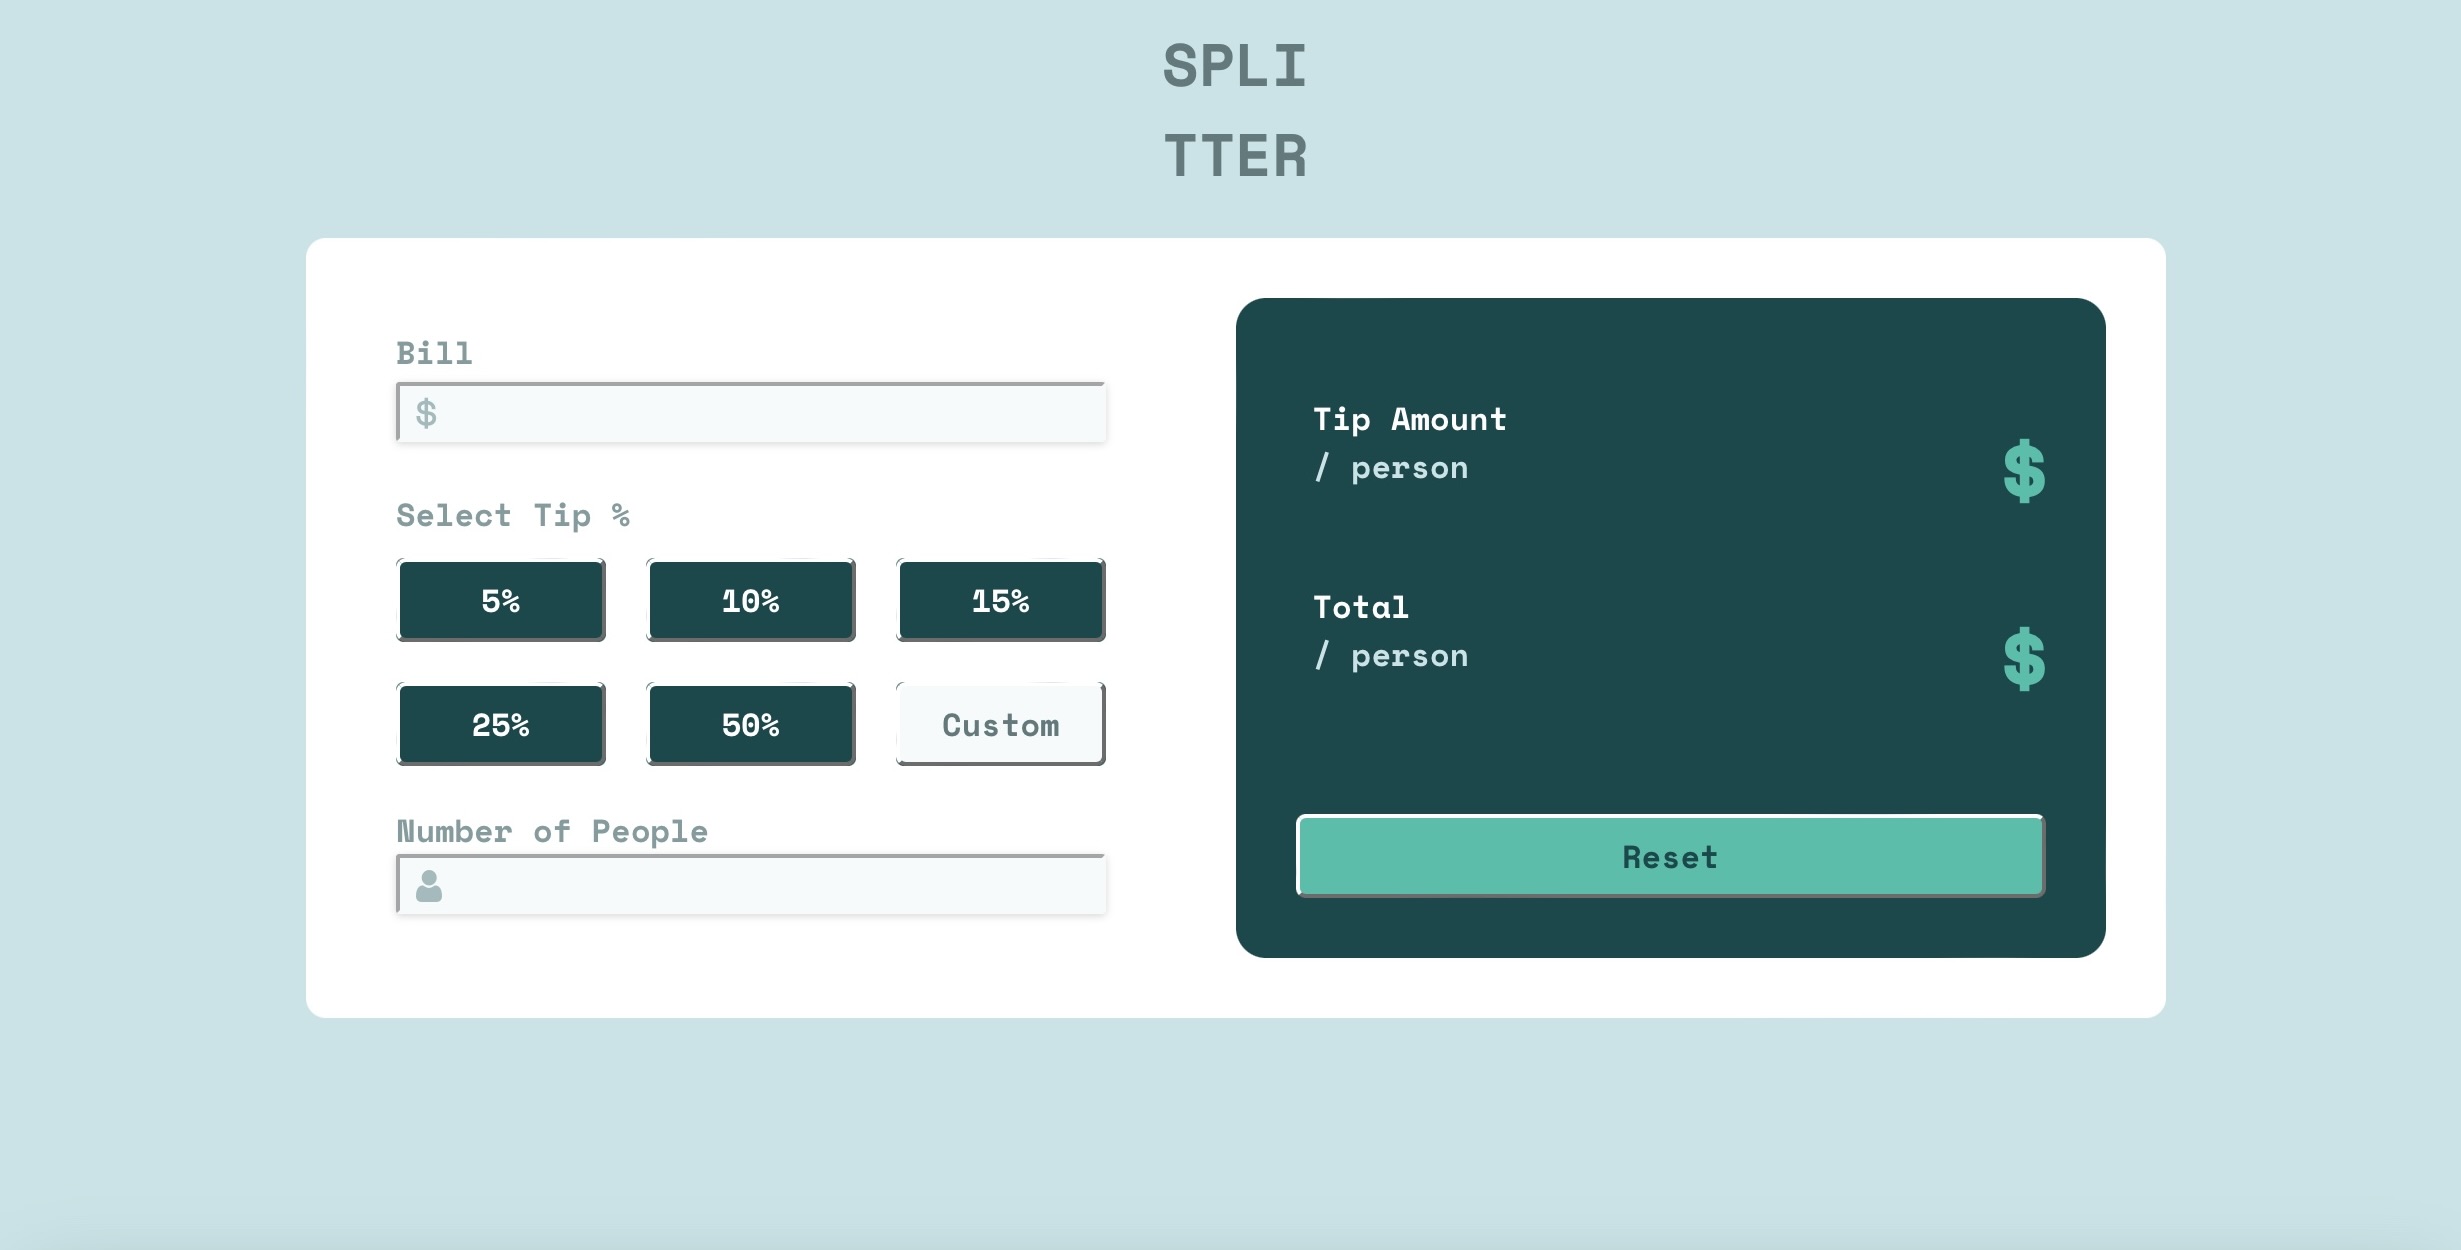 SPLI
TTER
Bill
$
Select Tip %
5% 10% 15%
25% 50% Custom
Number of People
Tip Amount
/ person
$
Total
/ person
$
Reset